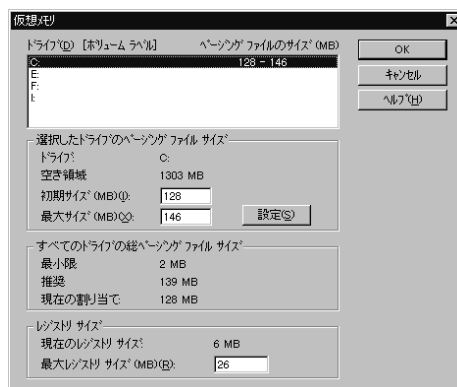 仮想メモリ
ドライブ(D) [ボリューム ラベル] ページング ファイルのサイズ (MB)
C: 128 - 146
E:
F:
I:
OK
キャンセル
ヘルプ(H)
選択したドライブのページング ファイル サイズ
ドライブ: C:
空き領域 1303 MB
初期サイズ (MB)(I): 128
最大サイズ (MB)(X): 146
設定(S)
すべてのドライブの総ページング ファイル サイズ
最小限 2 MB
推奨 139 MB
現在の割り当て: 128 MB
レジストリ サイズ
現在のレジストリ サイズ: 6 MB
最大レジストリ サイズ (MB)(R): 26